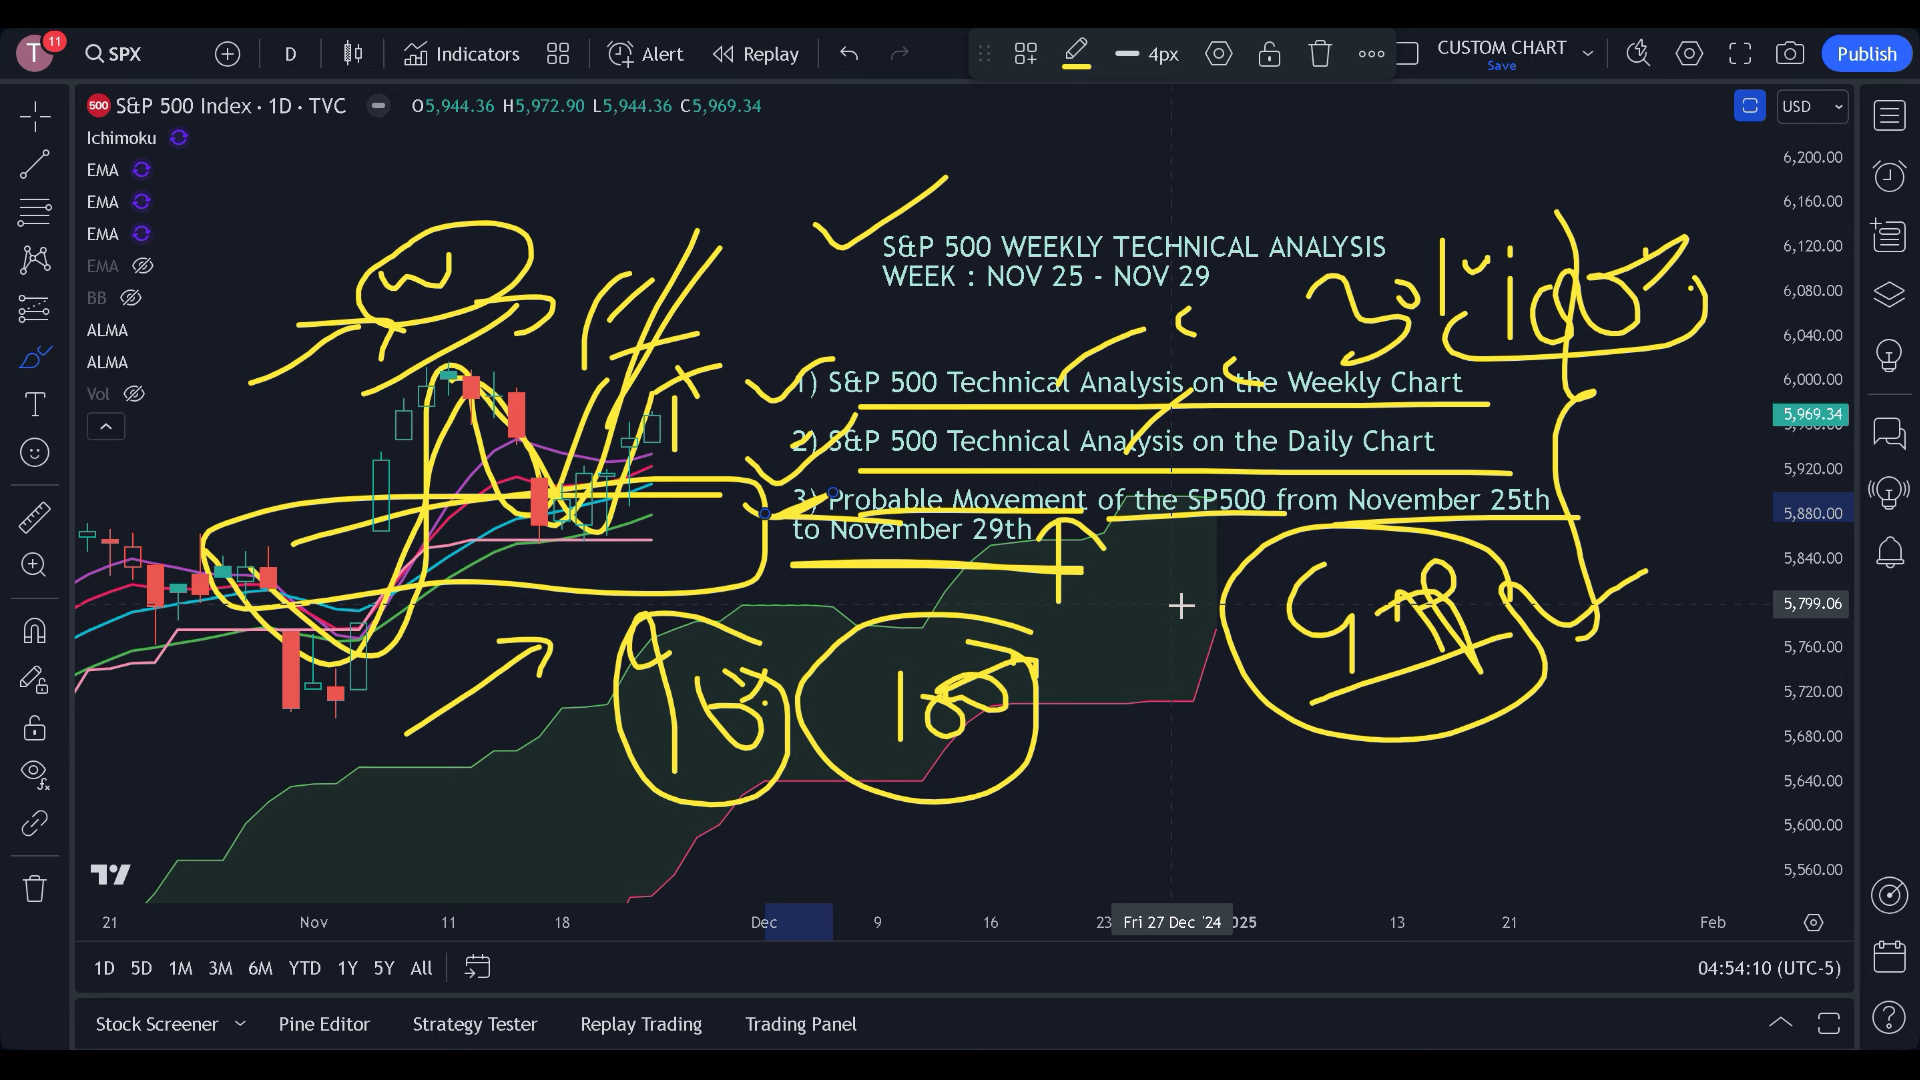 T 11 SPX D Indicators Alert Replay 4px CUSTOM CHART Save Publish
500 S&P 500 Index · 1D · TVC O5,944.36 H5,972.90 L5,944.36 C5,969.34 USD
Ichimoku
EMA
EMA
EMA
EMA
BB
ALMA
ALMA
Vol
S&P 500 WEEKLY TECHNICAL ANALYSIS
WEEK : NOV 25 - NOV 29
1) S&P 500 Technical Analysis on the Weekly Chart
2) S&P 500 Technical Analysis on the Daily Chart
3) Probable Movement of the SP500 from November 25th
to November 29th
6,200.00
6,160.00
6,120.00
6,080.00
6,040.00
6,000.00
5,969.34
5,920.00
5,880.00
5,840.00
5,799.06
5,760.00
5,720.00
5,680.00
5,640.00
5,600.00
5,560.00
21 Nov 11 18 Dec 9 16 23 Fri 27 Dec '24 2025 13 21 Feb
1D 5D 1M 3M 6M YTD 1Y 5Y All 04:54:10 (UTC-5)
Stock Screener Pine Editor Strategy Tester Replay Trading Trading Panel